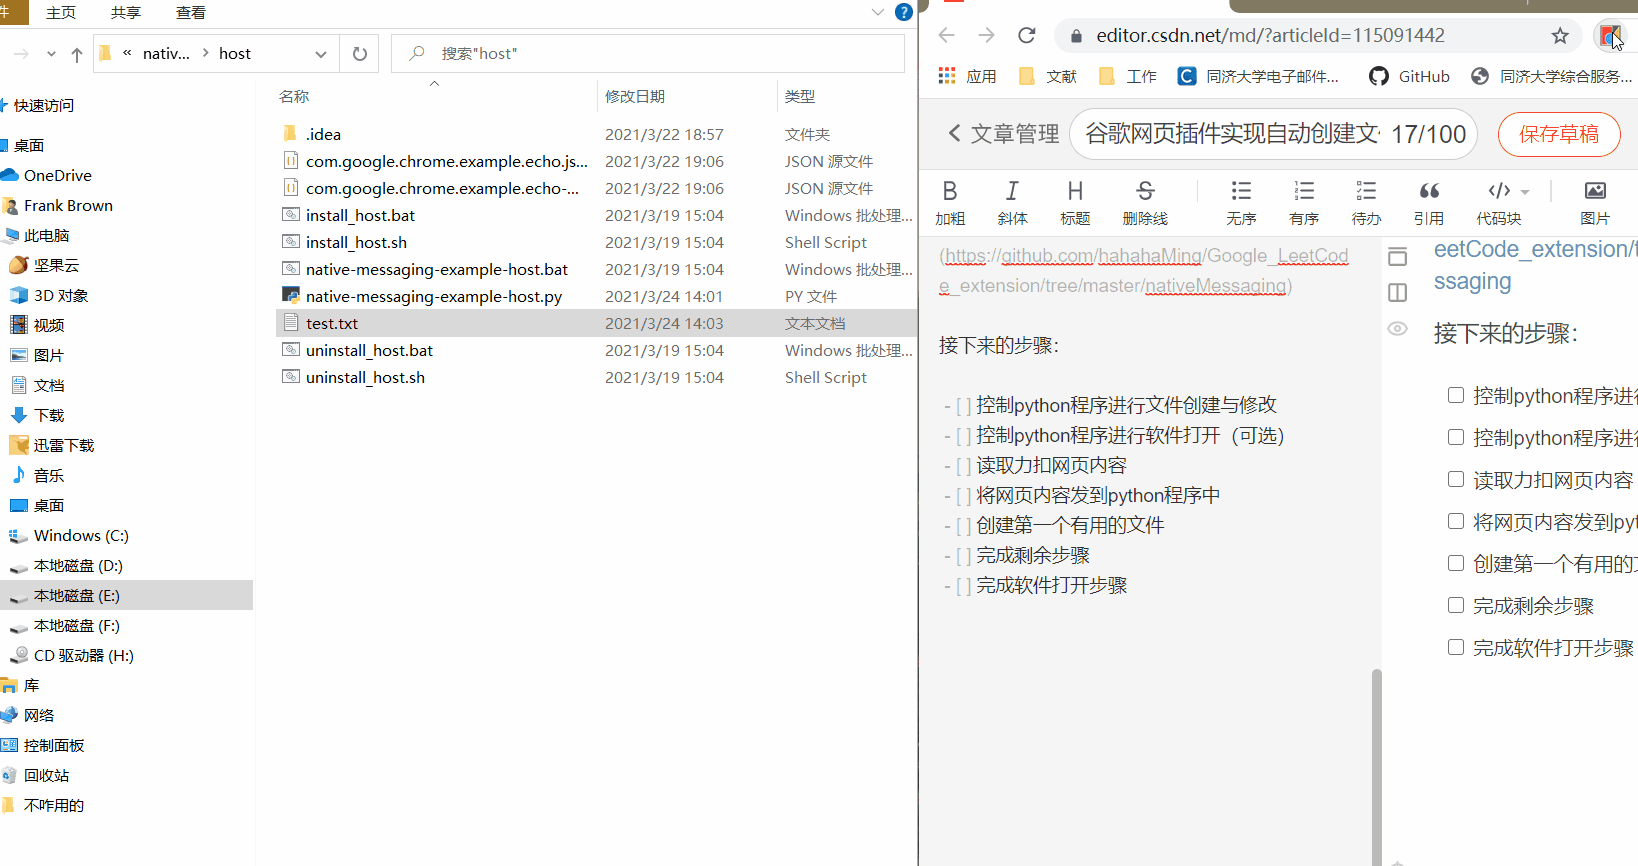 件 主页 共享 查看
« nativ... › host
搜索"host"
名称 修改日期 类型
快速访问
桌面
OneDrive
Frank Brown
此电脑
坚果云
3D 对象
视频
图片
文档
下载
迅雷下载
音乐
桌面
Windows (C:)
本地磁盘 (D:)
本地磁盘 (E:)
本地磁盘 (F:)
CD 驱动器 (H:)
库
网络
控制面板
回收站
不咋用的
.idea 2021/3/22 18:57 文件夹
com.google.chrome.example.echo.js... 2021/3/22 19:06 JSON 源文件
com.google.chrome.example.echo-... 2021/3/22 19:06 JSON 源文件
install_host.bat 2021/3/19 15:04 Windows 批处理...
install_host.sh 2021/3/19 15:04 Shell Script
native-messaging-example-host.bat 2021/3/19 15:04 Windows 批处理...
native-messaging-example-host.py 2021/3/24 14:01 PY 文件
test.txt 2021/3/24 14:03 文本文档
uninstall_host.bat 2021/3/19 15:04 Windows 批处理...
uninstall_host.sh 2021/3/19 15:04 Shell Script
editor.csdn.net/md/?articleId=115091442
应用 文献 工作 C 同济大学电子邮件... GitHub 同济大学综合服务...
文章管理 谷歌网页插件实现自动创建文 17/100 保存草稿
B I H S
加粗 斜体 标题 删除线 无序 有序 待办 引用 代码块 图片
(https://github.com/hahahaMing/Google_LeetCod
e_extension/tree/master/nativeMessaging)
接下来的步骤：
- [ ] 控制python程序进行文件创建与修改
- [ ] 控制python程序进行软件打开（可选）
- [ ] 读取力扣网页内容
- [ ] 将网页内容发到python程序中
- [ ] 创建第一个有用的文件
- [ ] 完成剩余步骤
- [ ] 完成软件打开步骤
eetCode_extension/t
ssaging
接下来的步骤：
控制python程序进行
控制python程序进行
读取力扣网页内容
将网页内容发到pyt
创建第一个有用的
完成剩余步骤
完成软件打开步骤